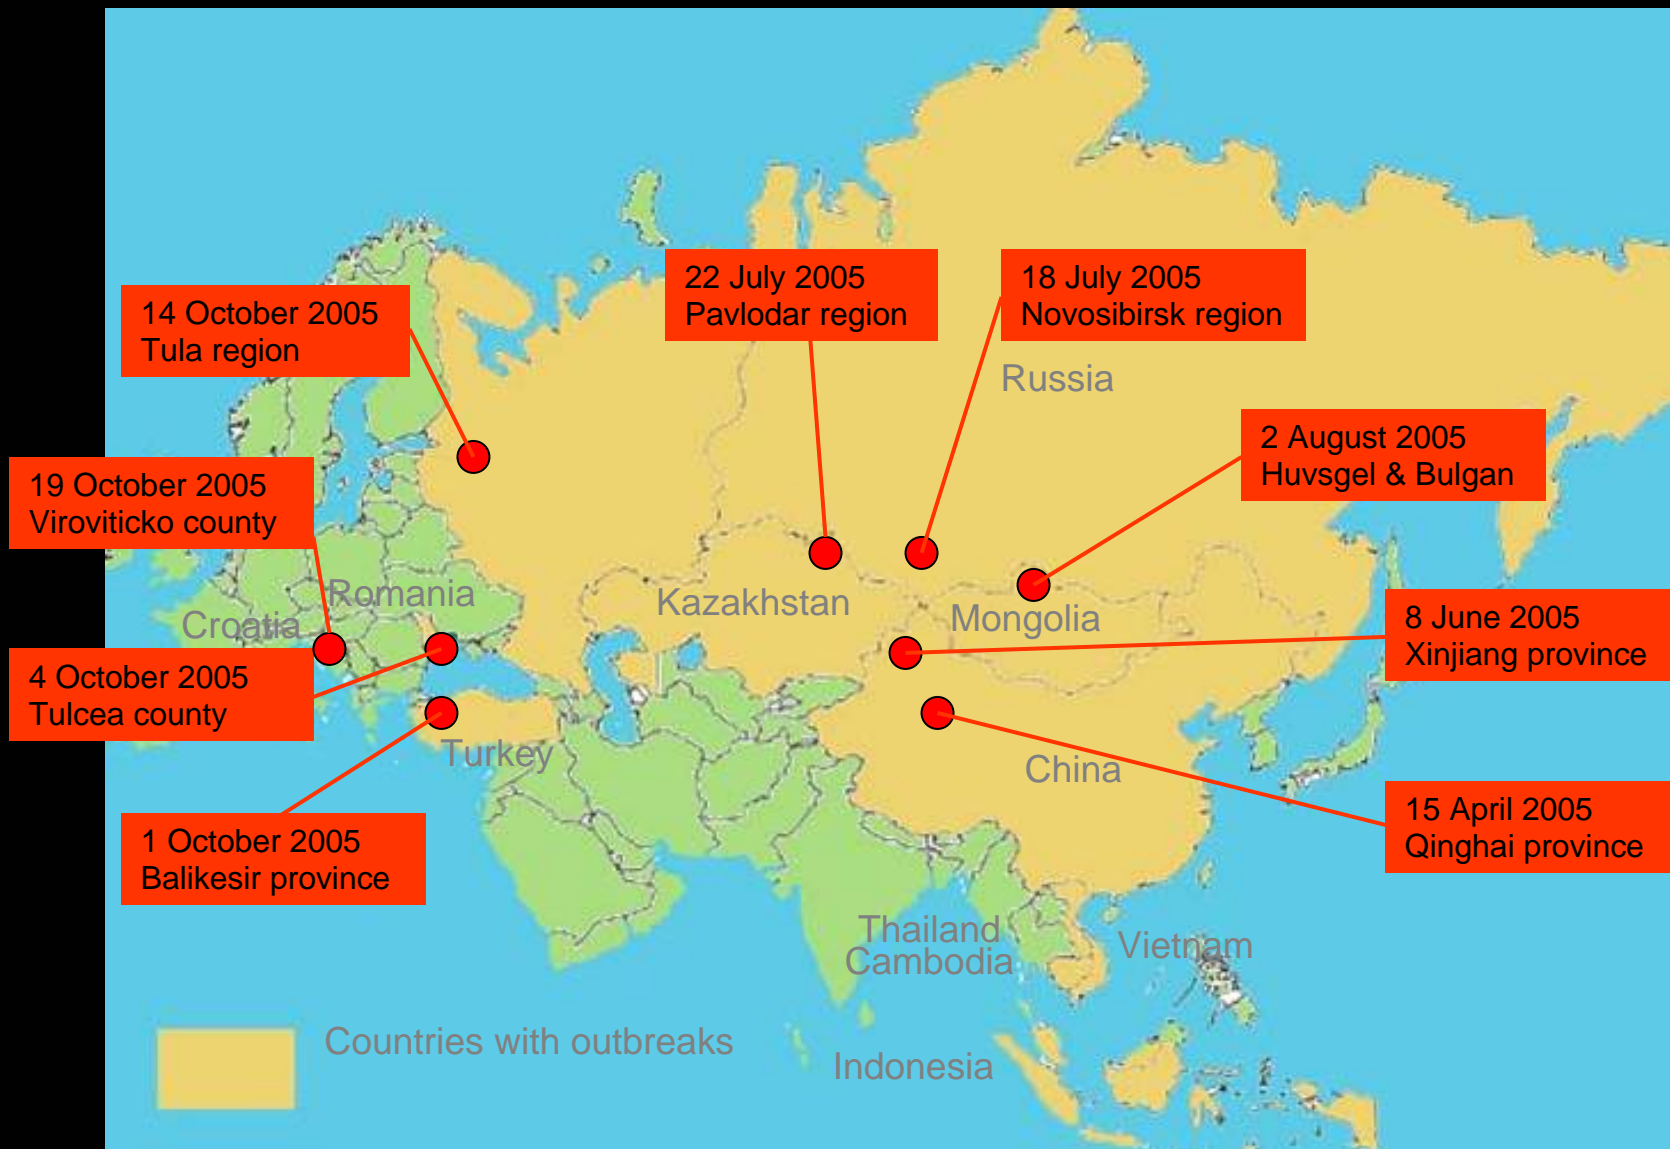 22 July 2005
Pavlodar region
18 July 2005
Novosibirsk region
14 October 2005
Tula region
Russia
2 August 2005
Huvsgel & Bulgan
19 October 2005
Viroviticko county
Romania
Croatia
Kazakhstan
Mongolia
8 June 2005
Xinjiang province
4 October 2005
Tulcea county
Turkey
China
15 April 2005
Qinghai province
1 October 2005
Balikesir province
Thailand
Cambodia
Vietnam
Countries with outbreaks
Indonesia